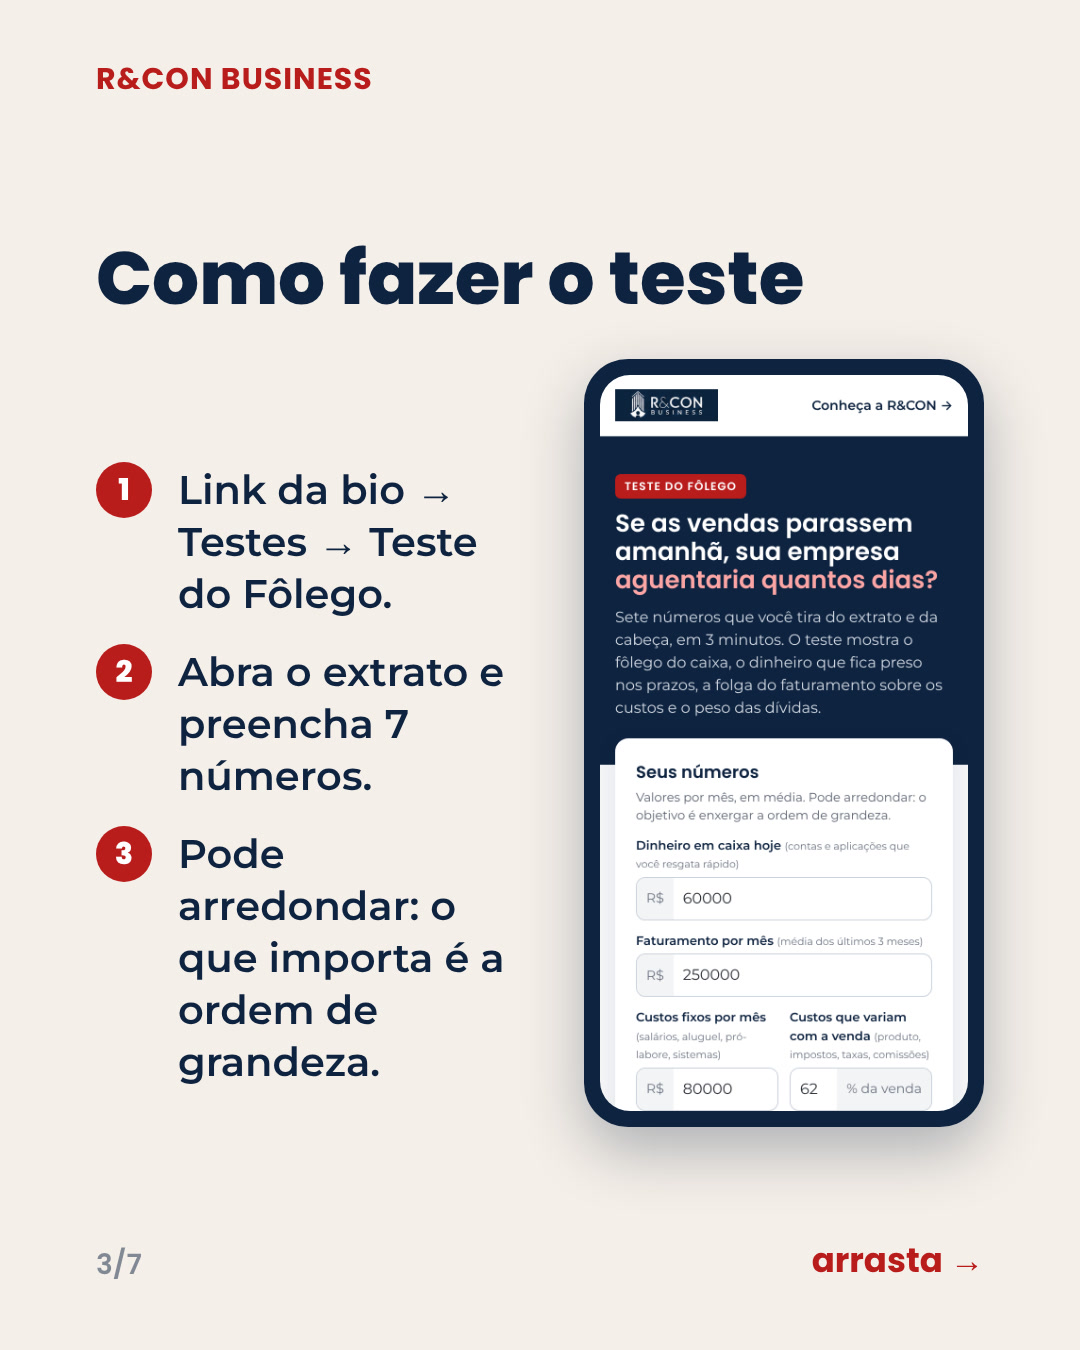 R&CON BUSINESS
Como fazer o teste
1
Link da bio →
Testes → Teste
do Fôlego.
2
Abra o extrato e
preencha 7
números.
3
Pode
arredondar: o
que importa é a
ordem de
grandeza.
R&CON
BUSINESS
Conheça a R&CON →
TESTE DO FÔLEGO
Se as vendas parassem
amanhã, sua empresa
aguentaria quantos dias?
Sete números que você tira do extrato e da
cabeça, em 3 minutos. O teste mostra o
fôlego do caixa, o dinheiro que fica preso
nos prazos, a folga do faturamento sobre os
custos e o peso das dívidas.
Seus números
Valores por mês, em média. Pode arredondar: o
objetivo é enxergar a ordem de grandeza.
Dinheiro em caixa hoje (contas e aplicações que
você resgata rápido)
R$ 60000
Faturamento por mês (média dos últimos 3 meses)
R$ 250000
Custos fixos por mês
(salários, aluguel, pró-
labore, sistemas)
R$ 80000
Custos que variam
com a venda (produto,
impostos, taxas, comissões)
62 % da venda
3/7
arrasta →